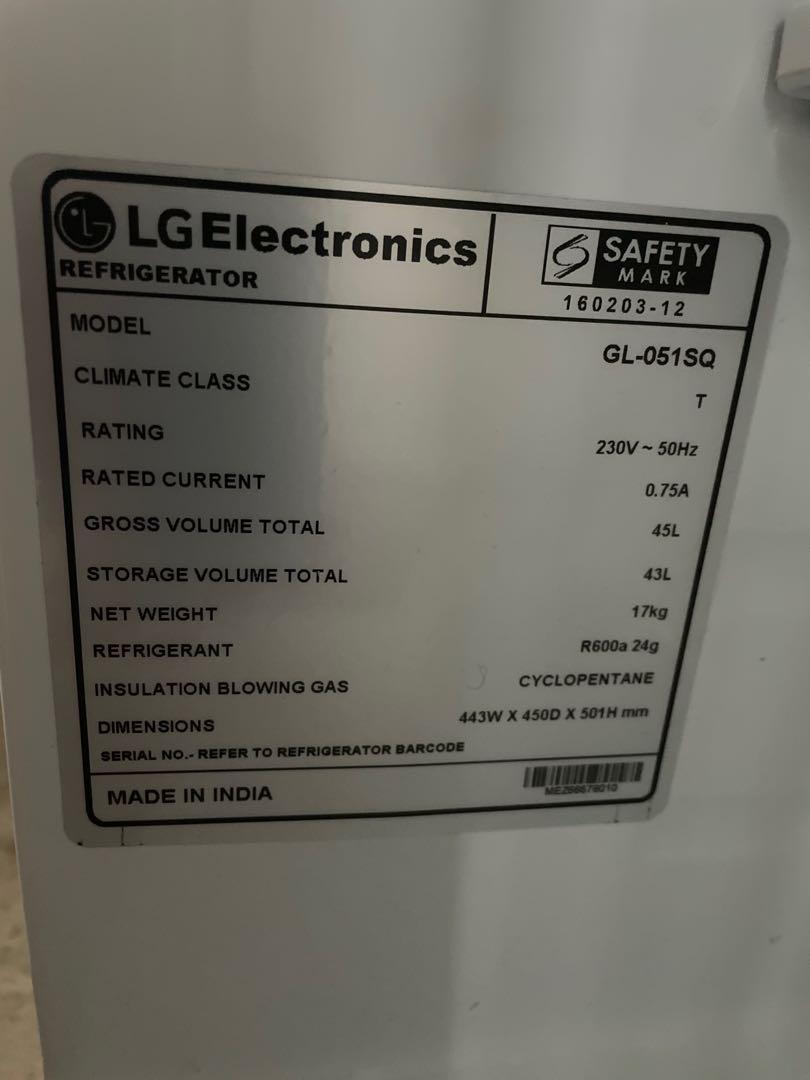 LG Electronics
REFRIGERATOR
SAFETY
MARK
160203-12
MODEL GL-051SQ
CLIMATE CLASS T
RATING 230V ~ 50Hz
RATED CURRENT 0.75A
GROSS VOLUME TOTAL 45L
STORAGE VOLUME TOTAL 43L
NET WEIGHT 17kg
REFRIGERANT R600a 24g
INSULATION BLOWING GAS CYCLOPENTANE
DIMENSIONS 443W X 450D X 501H mm
SERIAL NO.- REFER TO REFRIGERATOR BARCODE
MADE IN INDIA